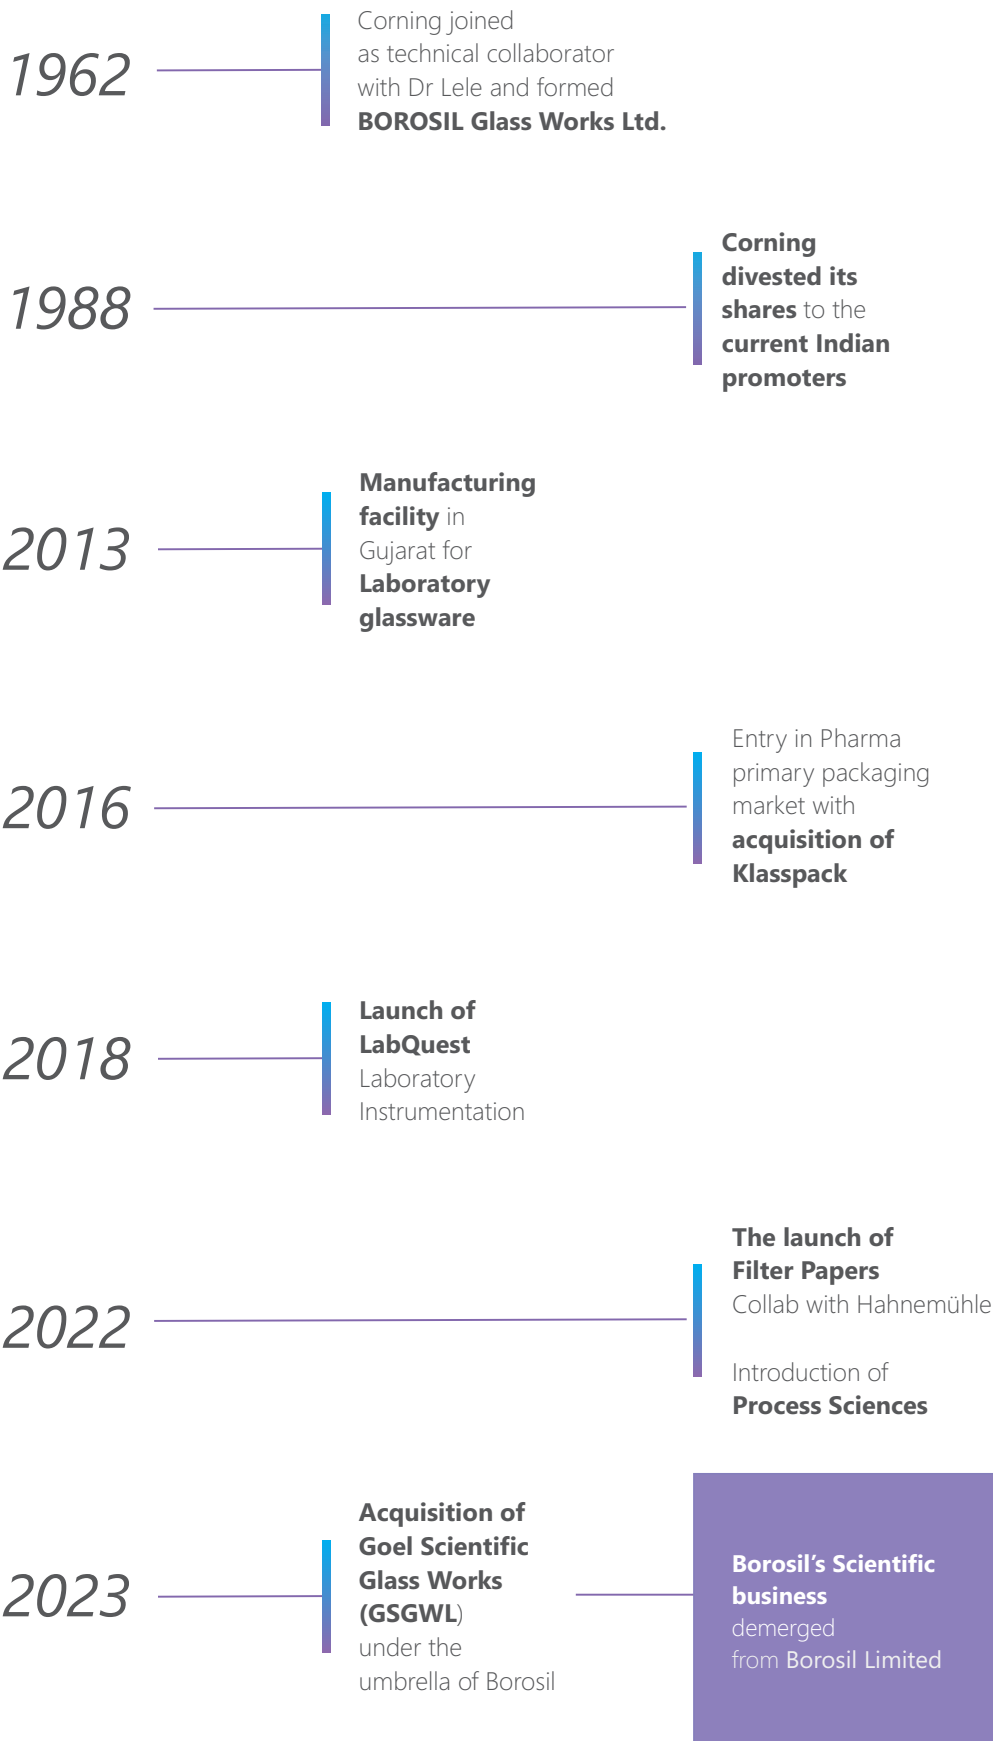 1962
Corning joined
as technical collaborator
with Dr Lele and formed
BOROSIL Glass Works Ltd.
1988
Corning
divested its
shares to the
current Indian
promoters
2013
Manufacturing
facility in
Gujarat for
Laboratory
glassware
2016
Entry in Pharma
primary packaging
market with
acquisition of
Klasspack
2018
Launch of
LabQuest
Laboratory
Instrumentation
2022
The launch of
Filter Papers
Collab with Hahnemühle
Introduction of
Process Sciences
2023
Acquisition of
Goel Scientific
Glass Works
(GSGWL)
under the
umbrella of Borosil
Borosil’s Scientific
business
demerged
from Borosil Limited